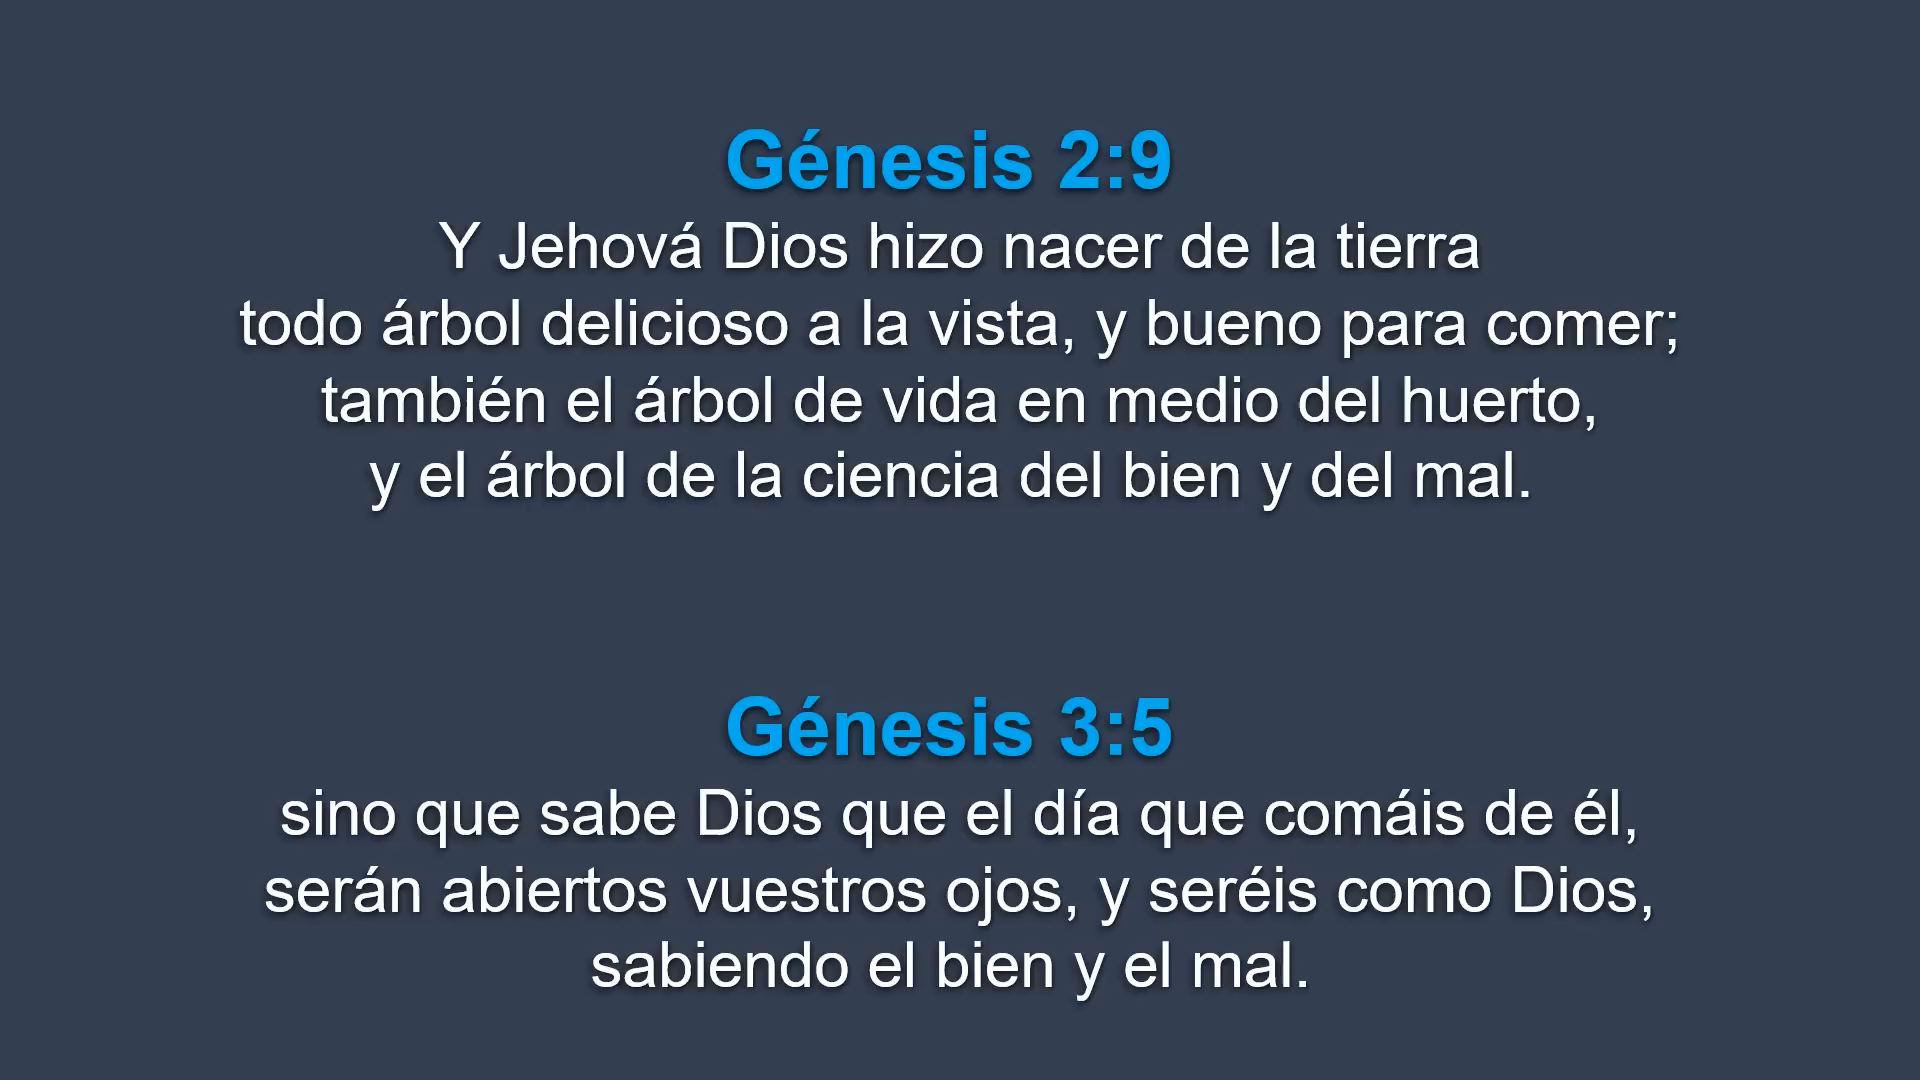 Génesis 2:9
Y Jehová Dios hizo nacer de la tierra
todo árbol delicioso a la vista, y bueno para comer;
también el árbol de vida en medio del huerto,
y el árbol de la ciencia del bien y del mal.
Génesis 3:5
sino que sabe Dios que el día que comáis de él,
serán abiertos vuestros ojos, y seréis como Dios,
sabiendo el bien y el mal.